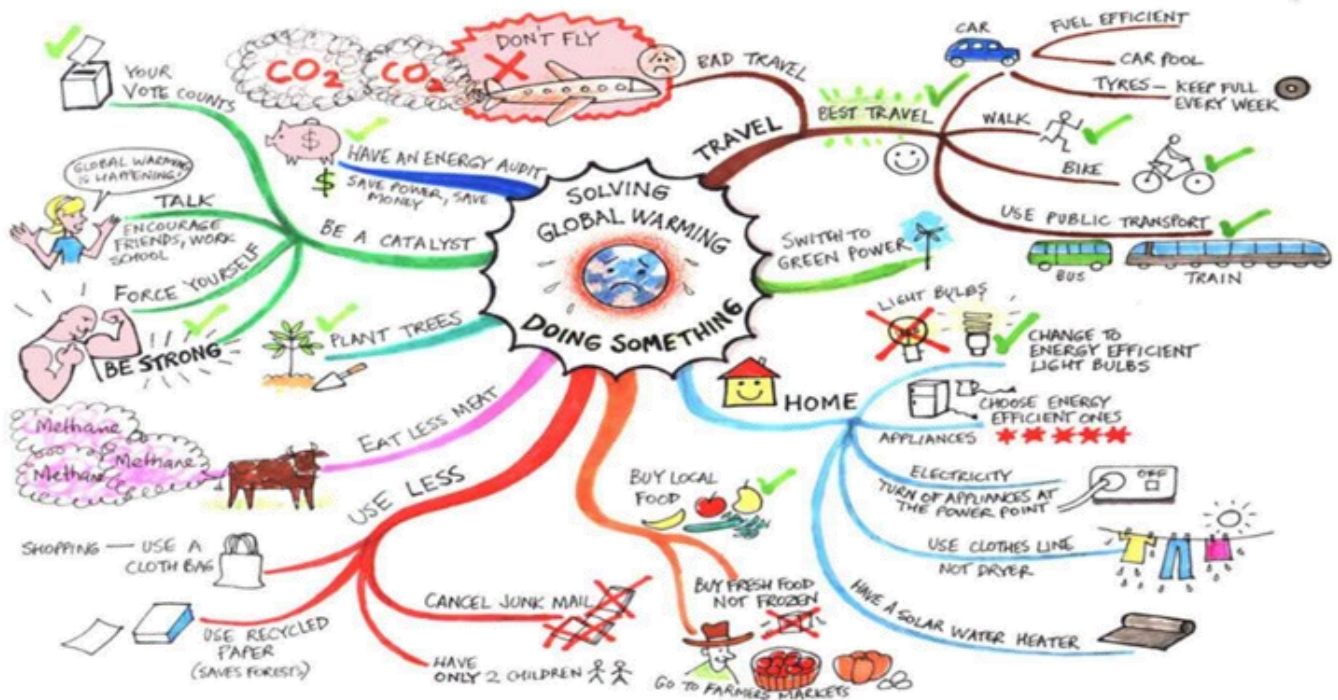 SOLVING
GLOBAL WARMING
DOING SOMETHING
TRAVEL
BAD TRAVEL
DON'T FLY
CO2
CO2
BEST TRAVEL
CAR
FUEL EFFICIENT
CAR POOL
TYRES – KEEP FULL
EVERY WEEK
WALK
BIKE
USE PUBLIC TRANSPORT
BUS
TRAIN
SWITCH TO
GREEN POWER
HOME
LIGHT BULBS
CHANGE TO
ENERGY EFFICIENT
LIGHT BULBS
APPLIANCES
CHOOSE ENERGY
EFFICIENT ONES
ELECTRICITY
TURN OF APPLIANCES AT
THE POWER POINT
OFF
USE CLOTHES LINE
NOT DRYER
HAVE A SOLAR WATER HEATER
BUY LOCAL
FOOD
BUY FRESH FOOD
NOT FROZEN
GO TO FARMERS MARKETS
USE LESS
CANCEL JUNK MAIL
HAVE
ONLY 2 CHILDREN
USE RECYCLED
PAPER
(SAVES FORESTS)
SHOPPING — USE A
CLOTH BAG
EAT LESS MEAT
Methane
Methane
Methane
PLANT TREES
BE A CATALYST
YOUR
VOTE COUNTS
TALK
ENCOURAGE
FRIENDS, WORK
SCHOOL
GLOBAL WARMING
IS HAPPENING!
FORCE YOURSELF
BE STRONG
HAVE AN ENERGY AUDIT
SAVE POWER, SAVE
MONEY
$
$